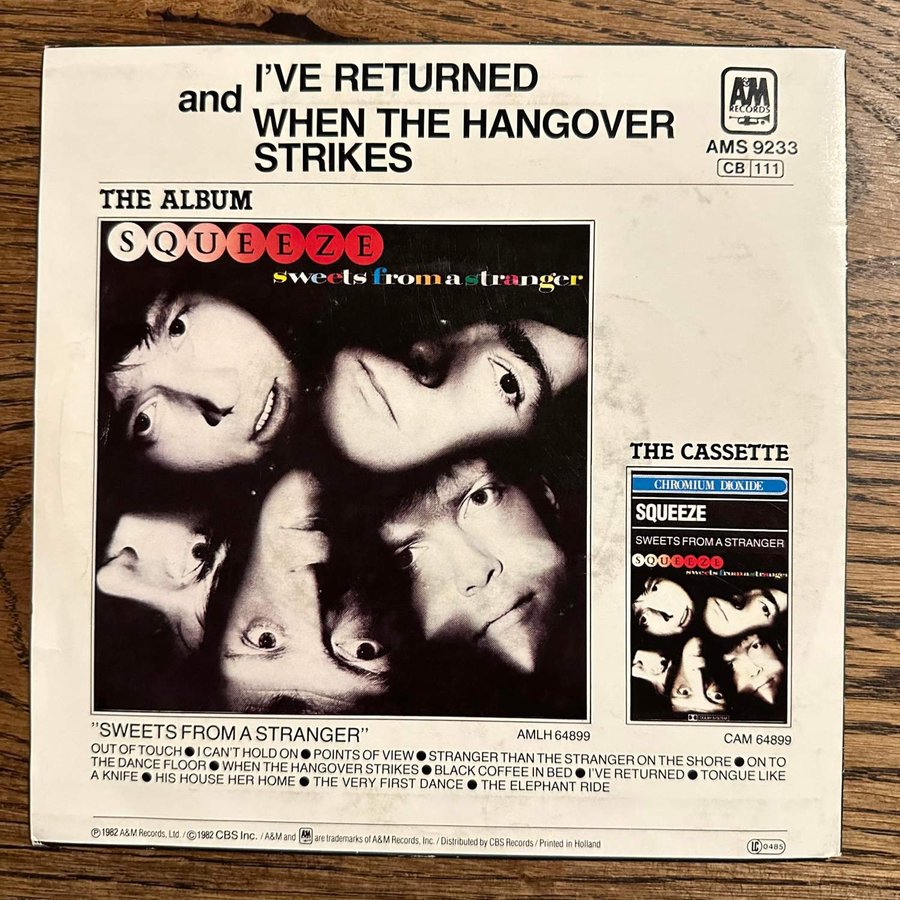 I'VE RETURNED
and
WHEN THE HANGOVER
STRIKES
A&M
RECORDS
AMS 9233
CB 111
THE ALBUM
SQUEEZE
sweets from a stranger
THE CASSETTE
CHROMIUM DIOXIDE
SQUEEZE
SWEETS FROM A STRANGER
SQUEEZE
sweets from a stranger
DOLBY SYSTEM
"SWEETS FROM A STRANGER"
AMLH 64899
CAM 64899
OUT OF TOUCH ● I CAN'T HOLD ON ● POINTS OF VIEW ● STRANGER THAN THE STRANGER ON THE SHORE ● ON TO
THE DANCE FLOOR ● WHEN THE HANGOVER STRIKES ● BLACK COFFEE IN BED ● I'VE RETURNED ● TONGUE LIKE
A KNIFE ● HIS HOUSE HER HOME ● THE VERY FIRST DANCE ● THE ELEPHANT RIDE
℗ 1982 A&M Records, Ltd. / © 1982 CBS Inc. / A&M and A&M are trademarks of A&M Records, Inc. / Distributed by CBS Records / Printed in Holland
LC 0485